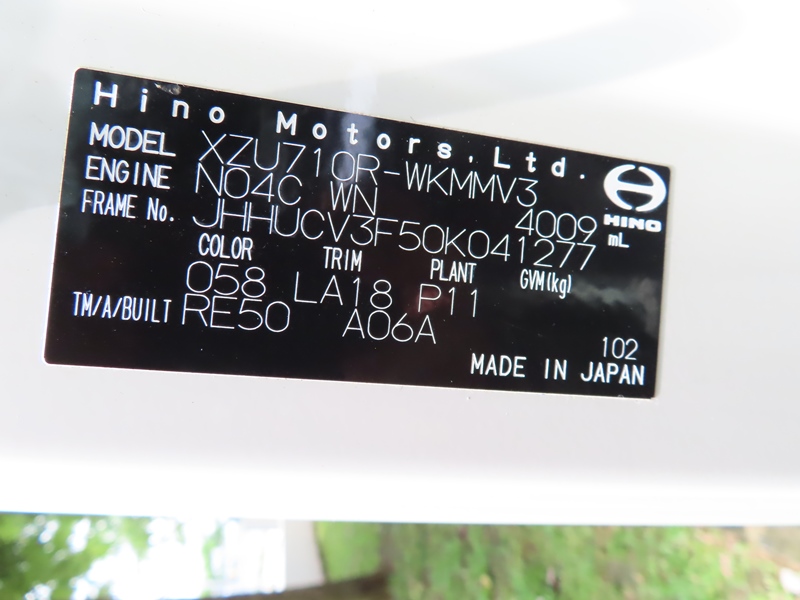 Hino Motors, Ltd.
MODEL XZU710R-WKMMV3
ENGINE N04C WN 4009 mL
HINO
FRAME No. JHHUCV3F50K041277
COLOR TRIM PLANT GVM(kg)
058 LA18 P11
TM/A/BUILT RE50 A06A
102
MADE IN JAPAN